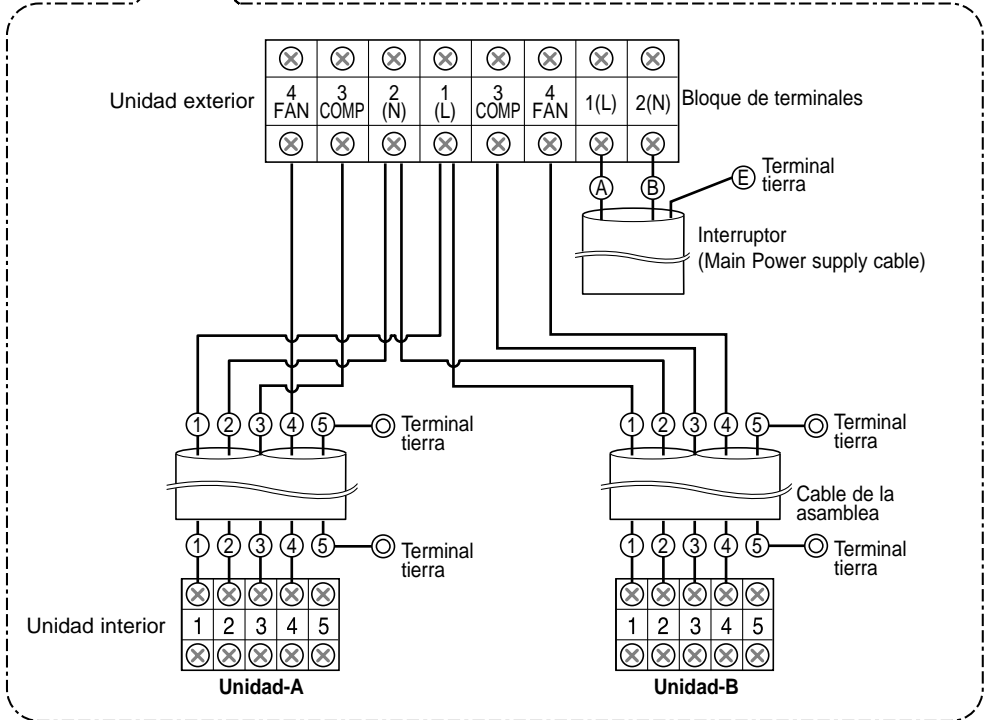 Unidad exterior
4 FAN
3 COMP
2 (N)
1 (L)
3 COMP
4 FAN
1(L)
2(N)
Bloque de terminales
A
B
E
Terminal
tierra
Interruptor
(Main Power supply cable)
1 2 3 4 5
Terminal
tierra
1 2 3 4 5
Terminal
tierra
Cable de la
asamblea
1 2 3 4 5
Terminal
tierra
1 2 3 4 5
Terminal
tierra
Unidad interior
1 2 3 4 5
1 2 3 4 5
Unidad-A
Unidad-B